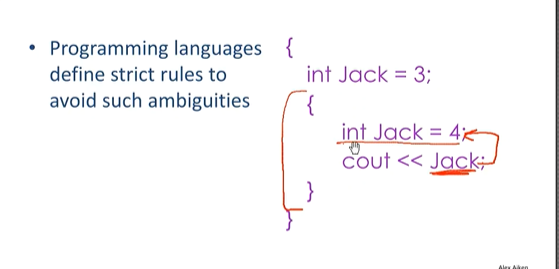 • Programming languages
define strict rules to
avoid such ambiguities
{
int Jack = 3;
{
int Jack = 4;
cout << Jack;
}
}
Alex Aiken